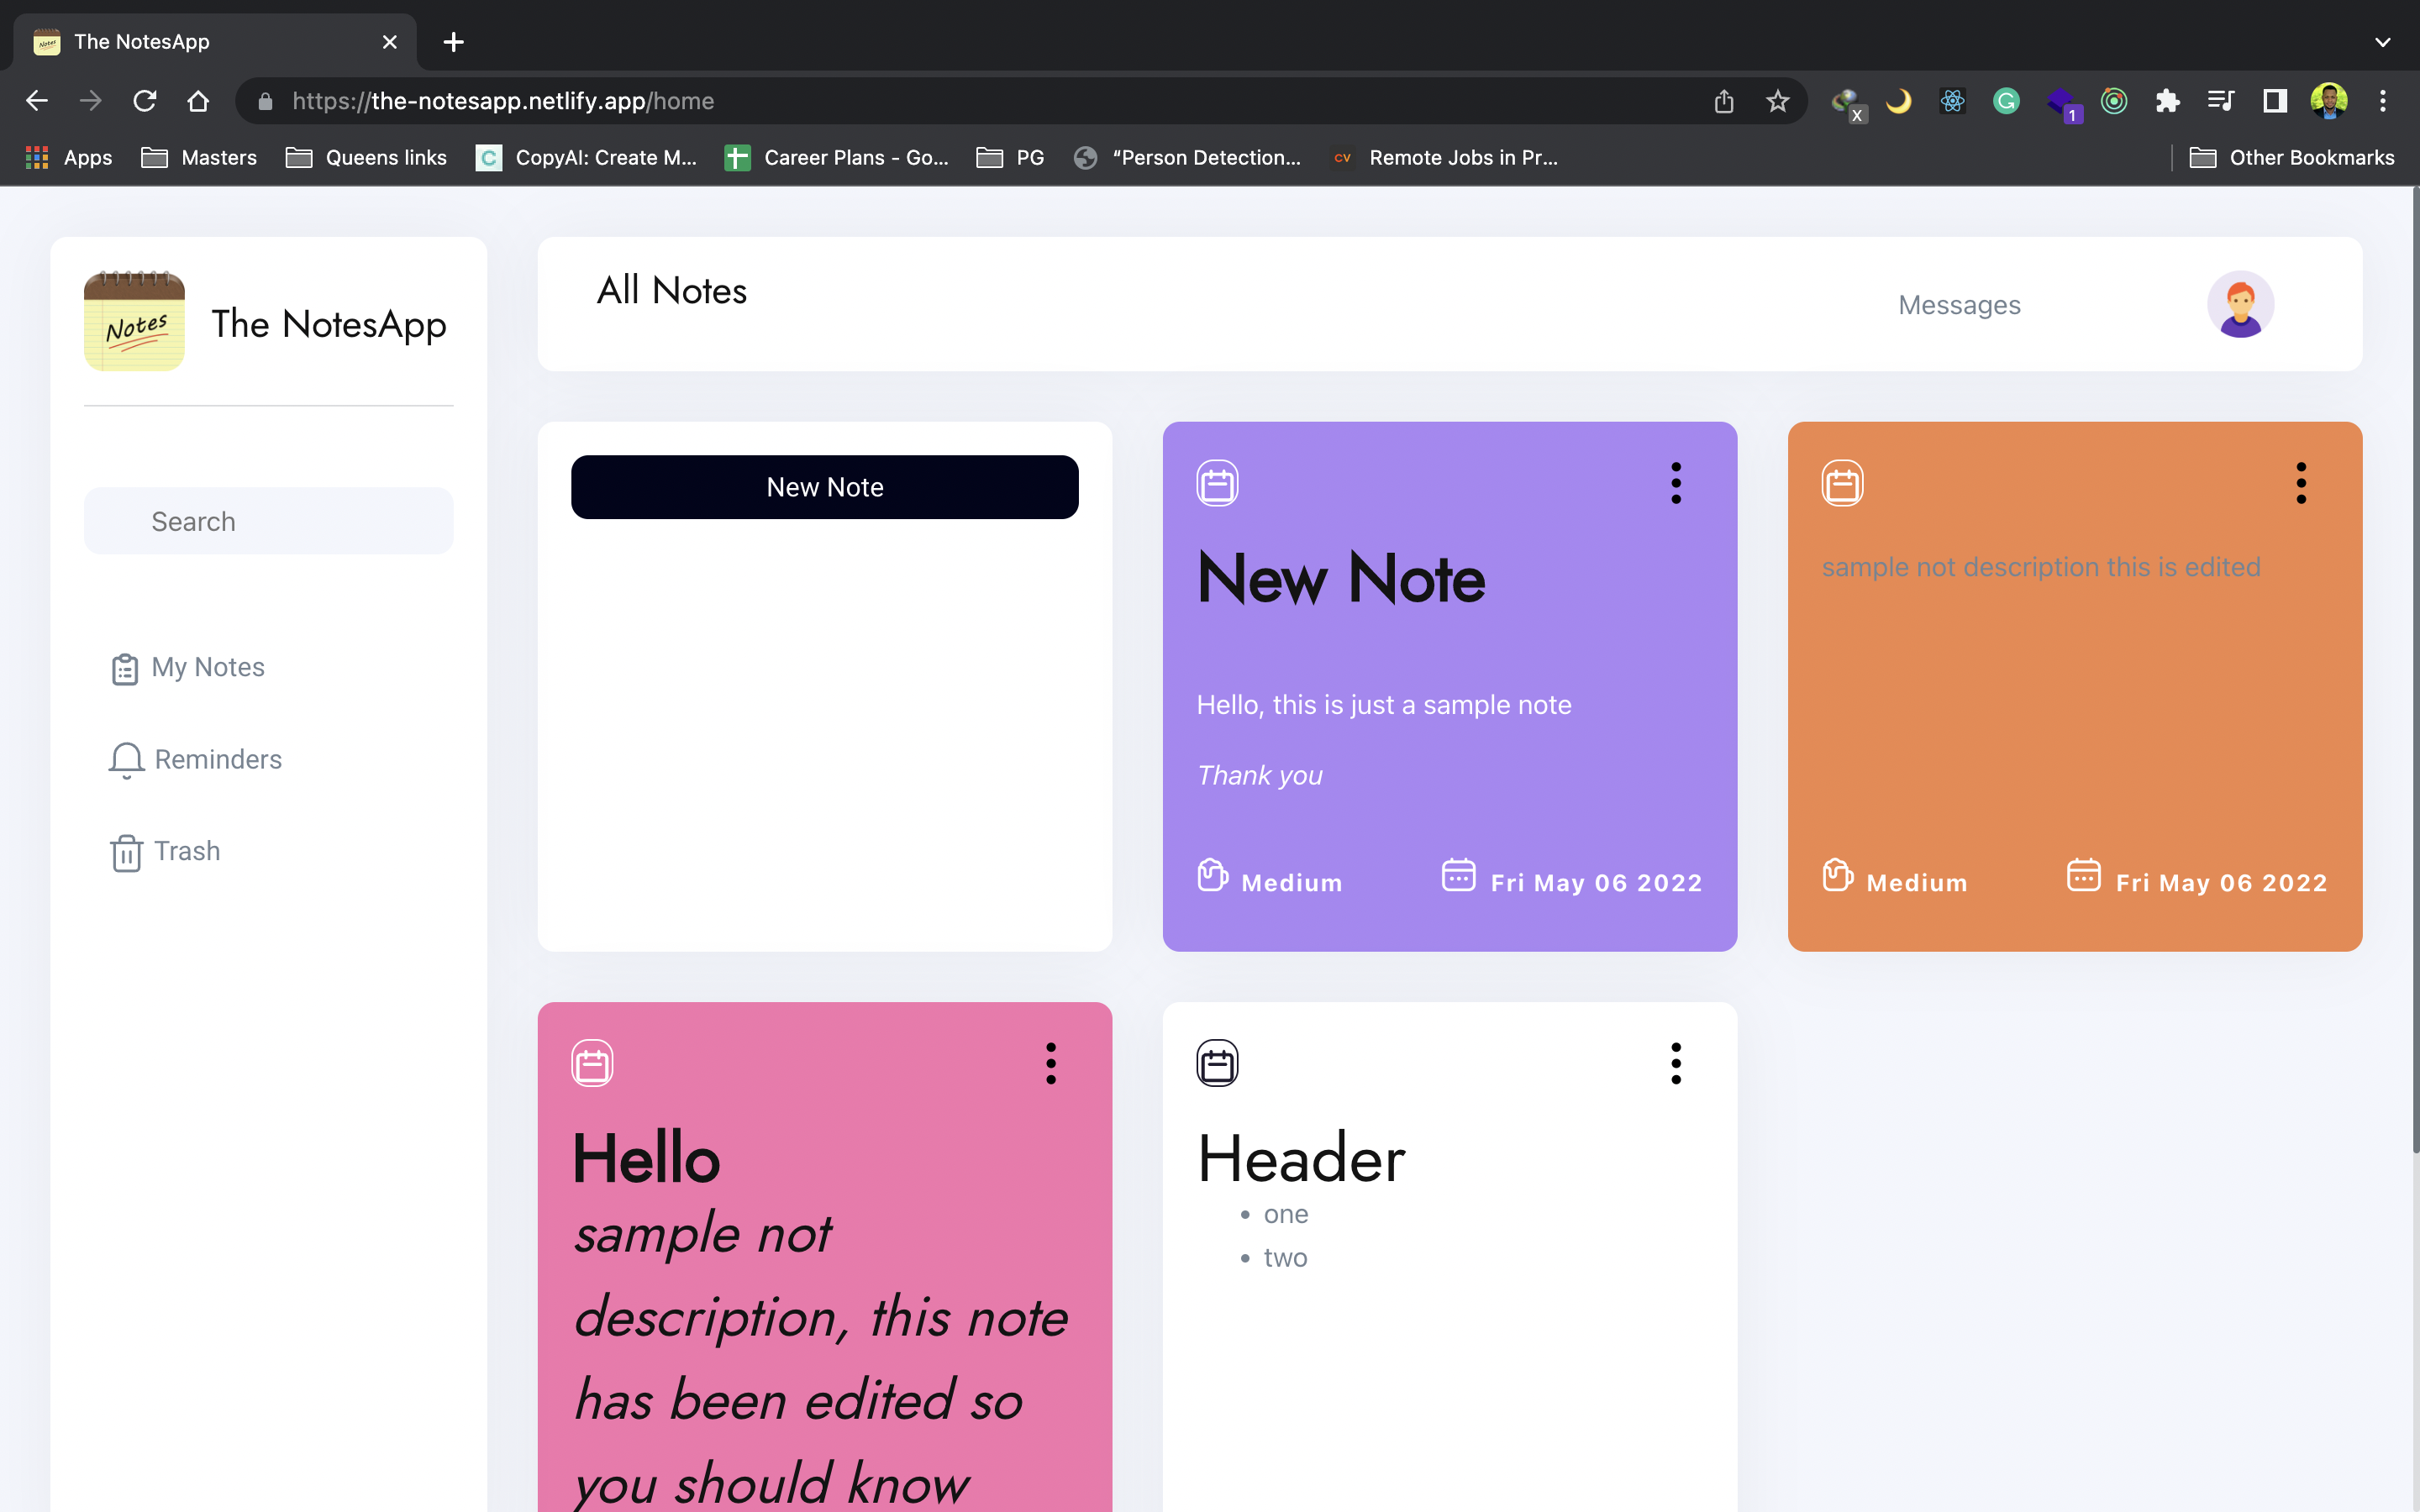 The NotesApp
https://the-notesapp.netlify.app/home
X
1
Apps
Masters
Queens links
C
CopyAI: Create M...
Career Plans - Go...
PG
“Person Detection...
CV
Remote Jobs in Pr...
Other Bookmarks
Notes
The NotesApp
All Notes
Messages
Search
My Notes
Reminders
Trash
New Note
New Note
Hello, this is just a sample note
Thank you
Medium
Fri May 06 2022
sample not description this is edited
Medium
Fri May 06 2022
Hello
sample not
description, this note
has been edited so
you should know
Header
• one
• two